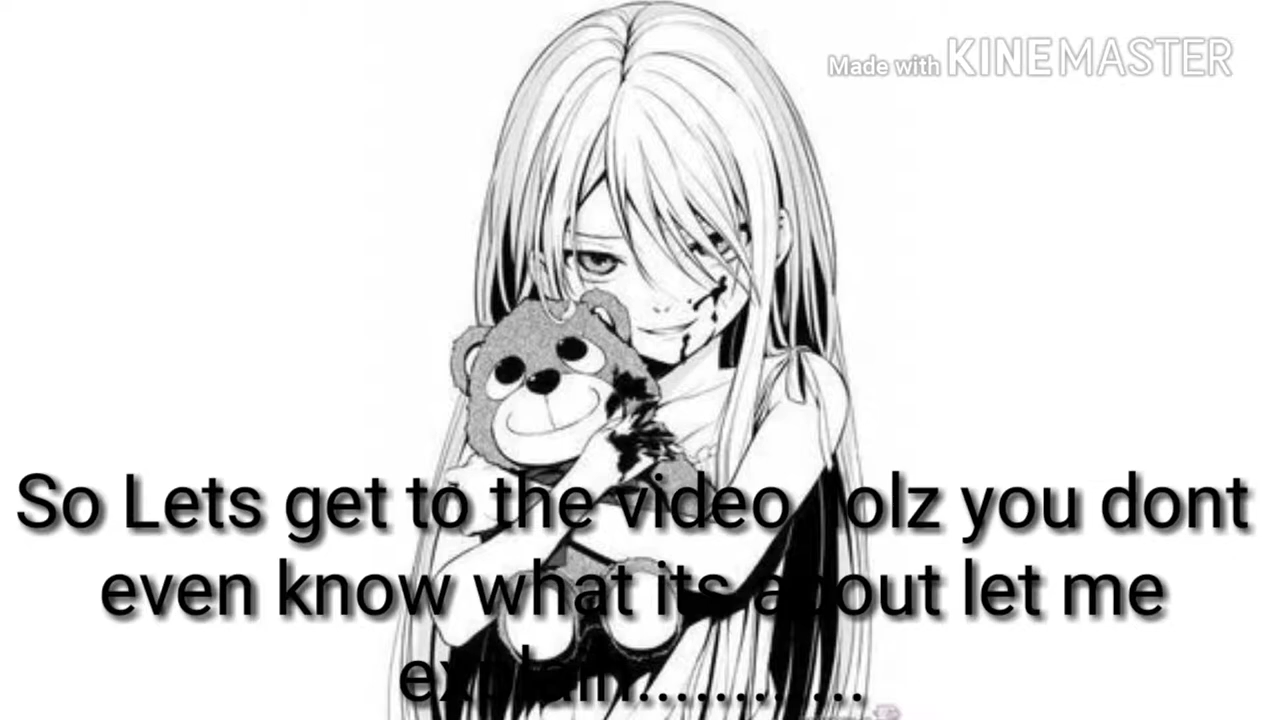 Made with KINEMASTER
So Lets get to the video lolz you dont
even know what its about let me
explain............